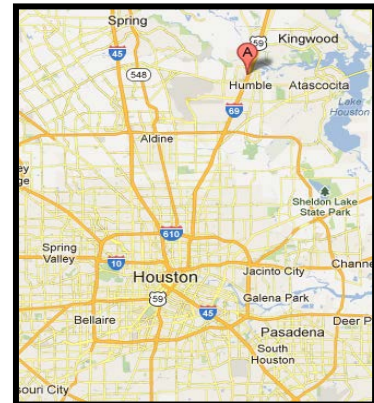 Spring
59
Kingwood
45
A
548
Humble
Atascocita
69
Lake
Houston
Aldine
Sheldon Lake
State Park
610
Spring
Valley
10
Houston
Jacinto City
Channe
59
Galena Park
45
Bellaire
Pasadena
Deer P
South
Houston
souri City